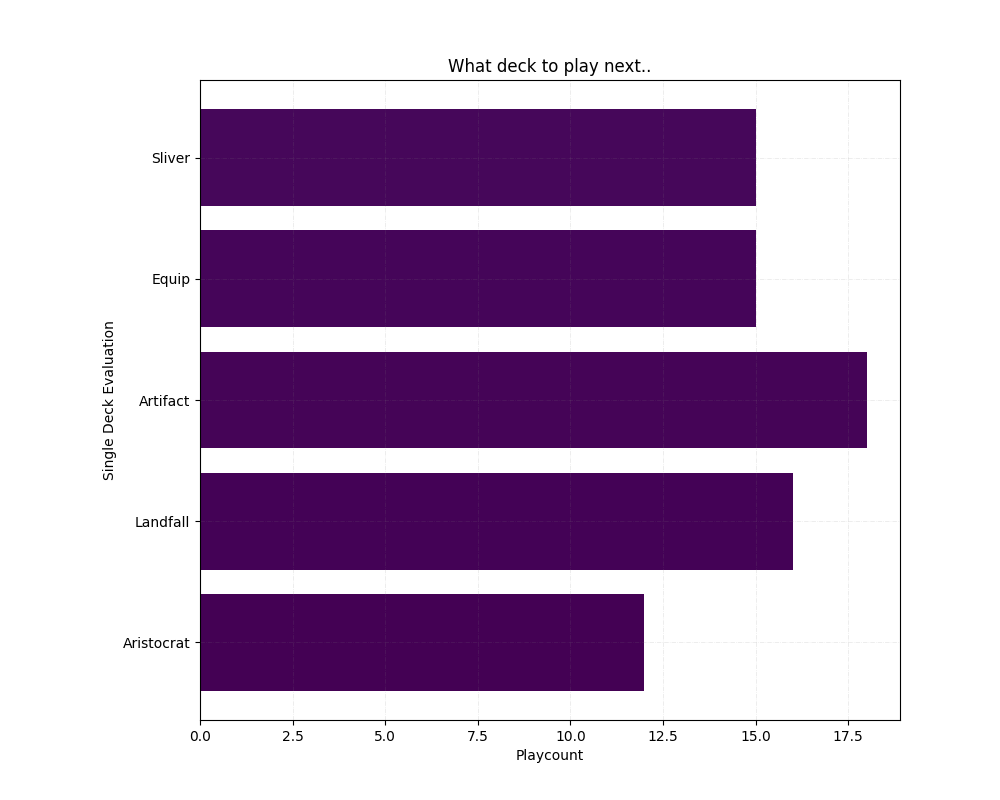 What deck to play next..
Single Deck Evaluation
Sliver
Equip
Artifact
Landfall
Aristocrat
0.0 2.5 5.0 7.5 10.0 12.5 15.0 17.5
Playcount